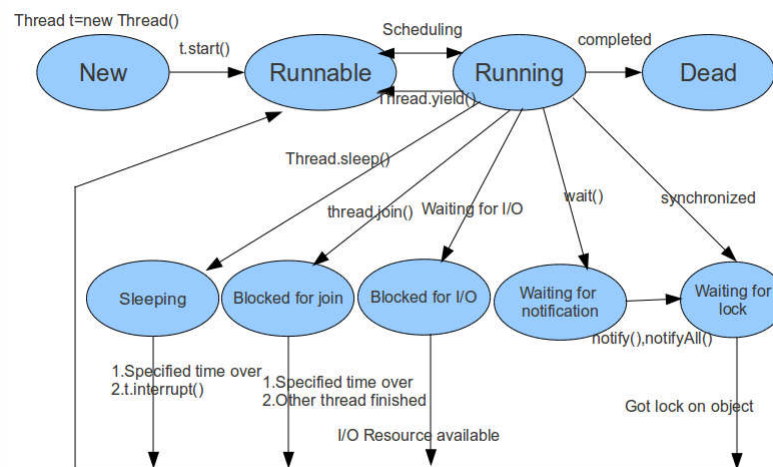 Thread t=new Thread()
t.start()
Scheduling
completed
New
Runnable
Running
Dead
Thread.yield()
Thread.sleep()
thread.join()
Waiting for I/O
wait()
synchronized
Sleeping
Blocked for join
Blocked for I/O
Waiting for
notification
Waiting for
lock
notify(),notifyAll()
1.Specified time over
2.t.interrupt()
1.Specified time over
2.Other thread finished
I/O Resource available
Got lock on object